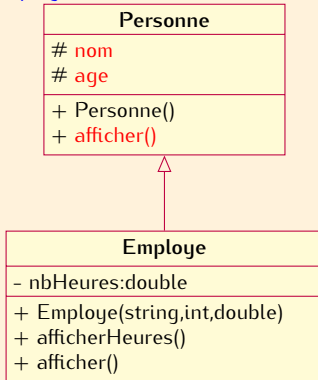 Personne
# nom
# age
+ Personne()
+ afficher()
Employe
- nbHeures:double
+ Employe(string,int,double)
+ afficherHeures()
+ afficher()